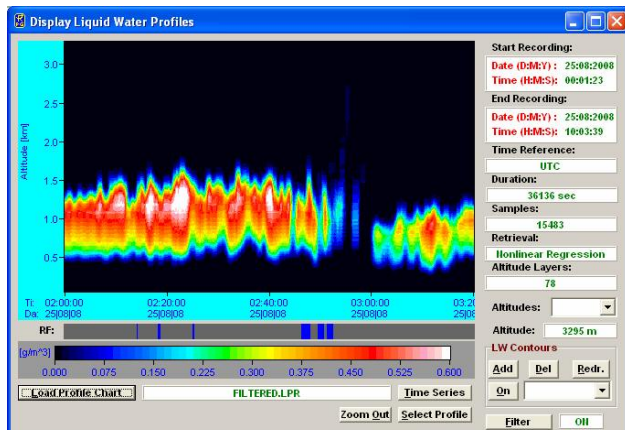 Display Liquid Water Profiles
Start Recording:
Date (D:M:Y) : 25:08:2008
Time (H:M:S) : 00:01:23
End Recording:
Date (D:M:Y) : 25:08:2008
Time (H:M:S) : 10:03:39
Time Reference:
UTC
Duration:
36136 sec
Samples:
15483
Retrieval:
Nonlinear Regression
Altitude Layers:
78
Altitudes:
Altitude: 3295 m
LW Contours
Add Del Redr.
On
Filter ON
Altitude [km]
3.0
2.5
2.0
1.5
1.0
0.5
Ti: 02:00:00 02:20:00 02:40:00 03:00:00 03:20
Da: 25|08|08 25|08|08 25|08|08 25|08|08 25|0
RF:
[g/m^3]
0.000 0.075 0.150 0.225 0.300 0.375 0.450 0.525 0.600
Load Profile Chart FILTERED.LPR Time Series
Zoom Out Select Profile